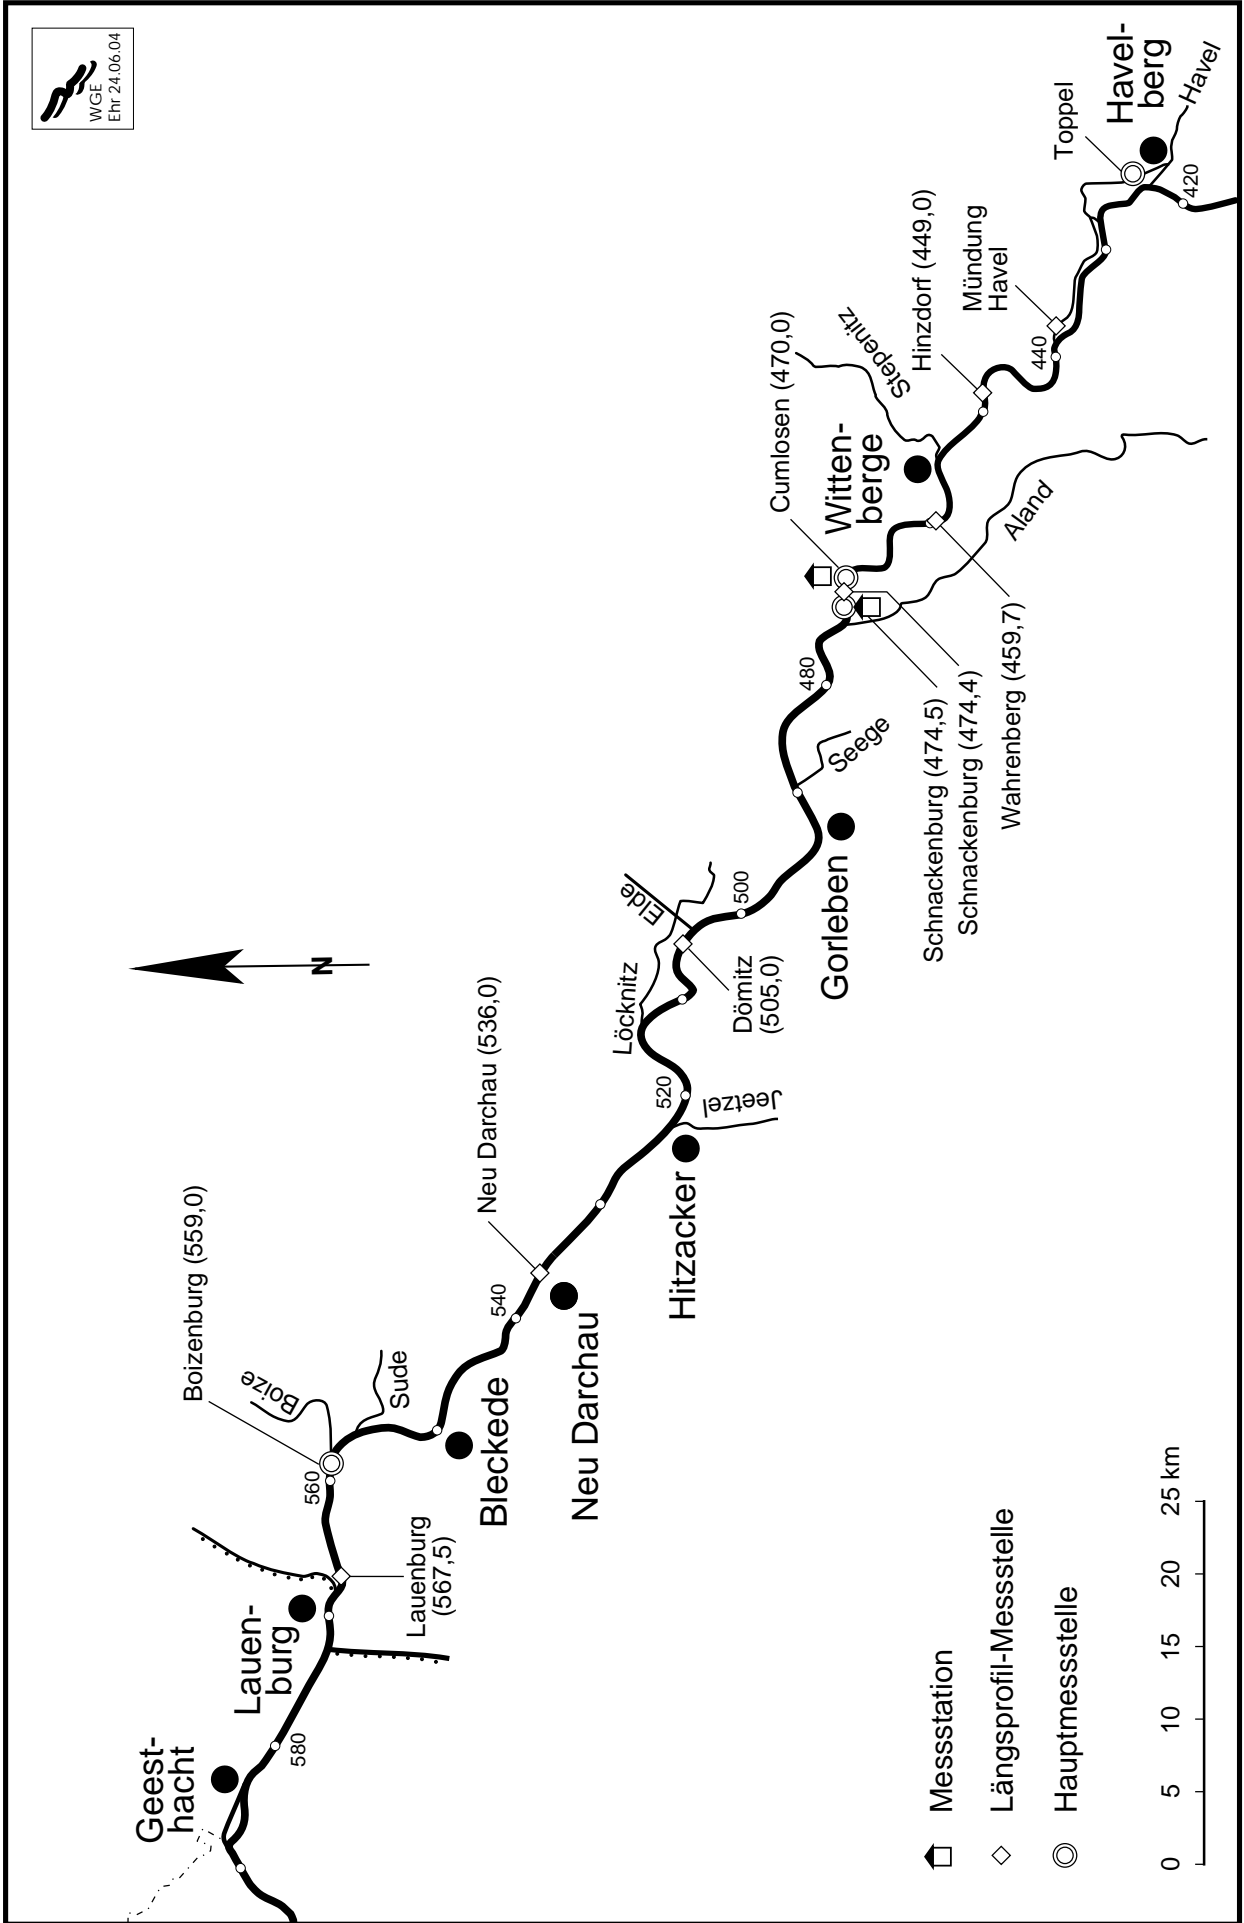 WGE
Ehr 24.06.04
Geest-
hacht
580
Lauen-
burg
Lauenburg
(567,5)
560
Boizenburg (559,0)
Boize
Sude
Bleckede
540
Neu Darchau
Neu Darchau (536,0)
Hitzacker
520
Jeetzel
Löcknitz
Elde
Dömitz
(505,0)
500
N
Gorleben
Seege
480
Schnackenburg (474,5)
Schnackenburg (474,4)
Wahrenberg (459,7)
Cumlosen (470,0)
Witten-
berge
Aland
Stepenitz
Hinzdorf (449,0)
440
Mündung
Havel
Toppel
Havel-
berg
Havel
420
Messstation
Längsprofil-Messstelle
Hauptmessstelle
0 5 10 15 20 25 km